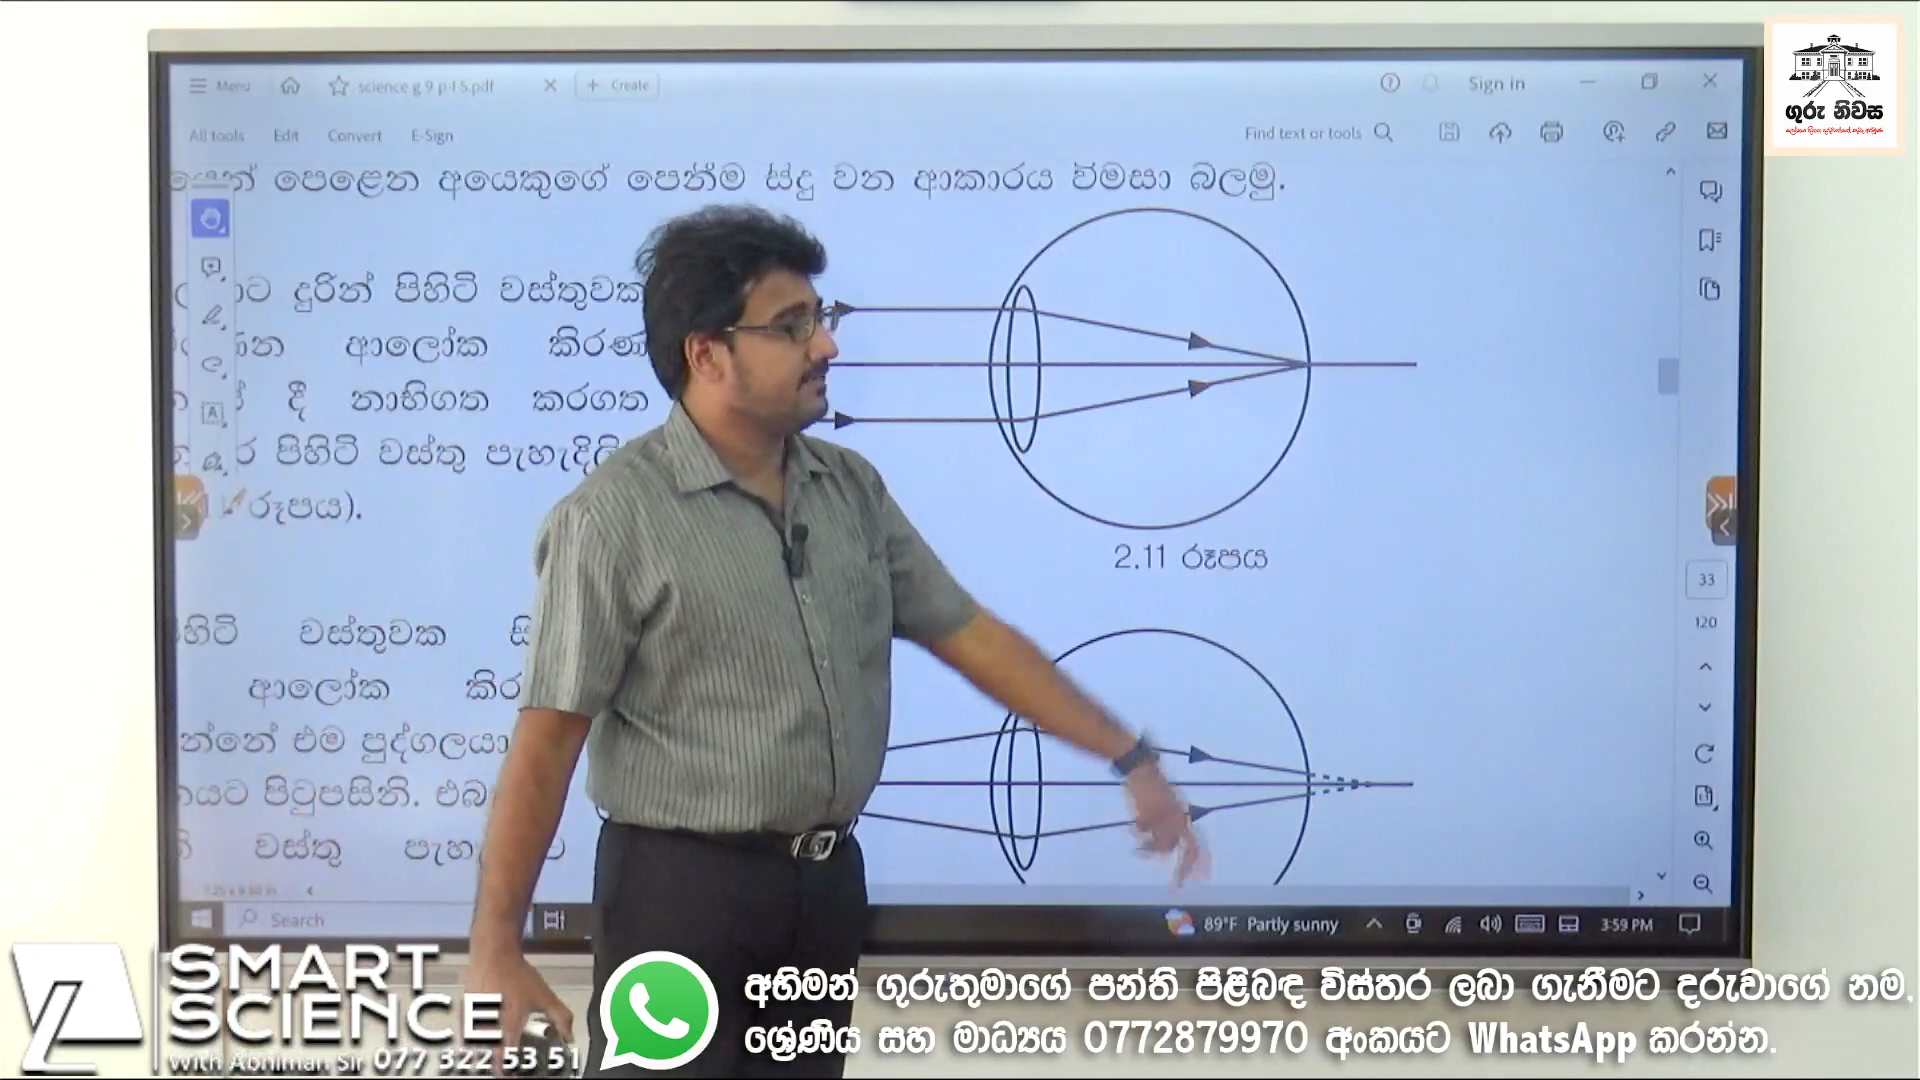 Menu
science g 9 p-I S.pdf
Create
Sign in
All tools
Edit
Convert
E-Sign
Find text or tools
ගුරු නිවස
පෙළෙන අයෙකුගේ පෙනීම සිදු වන ආකාරය විමසා බලමු.
දුරින් පිහිටි වස්තුවක
ආලෝක කිරණ
දී නාභිගත කරගත
පිහිටි වස්තු පැහැදිලි
රූපය).
2.11 රූපය
33
120
වස්තුවක
ආලෝක
එම පුද්ගලයා
පිටුපසිනි.
වස්තු
Search
89°F Partly sunny
3:59 PM
SMART
SCIENCE
With Abhiman Sir 077 322 53 51
අභිමන් ගුරුතුමාගේ පන්ති පිළිබඳ විස්තර ලබා ගැනීමට දරුවාගේ නම,
ශ්‍රේණිය සහ මාධ්‍යය 0772879970 අංකයට WhatsApp කරන්න.